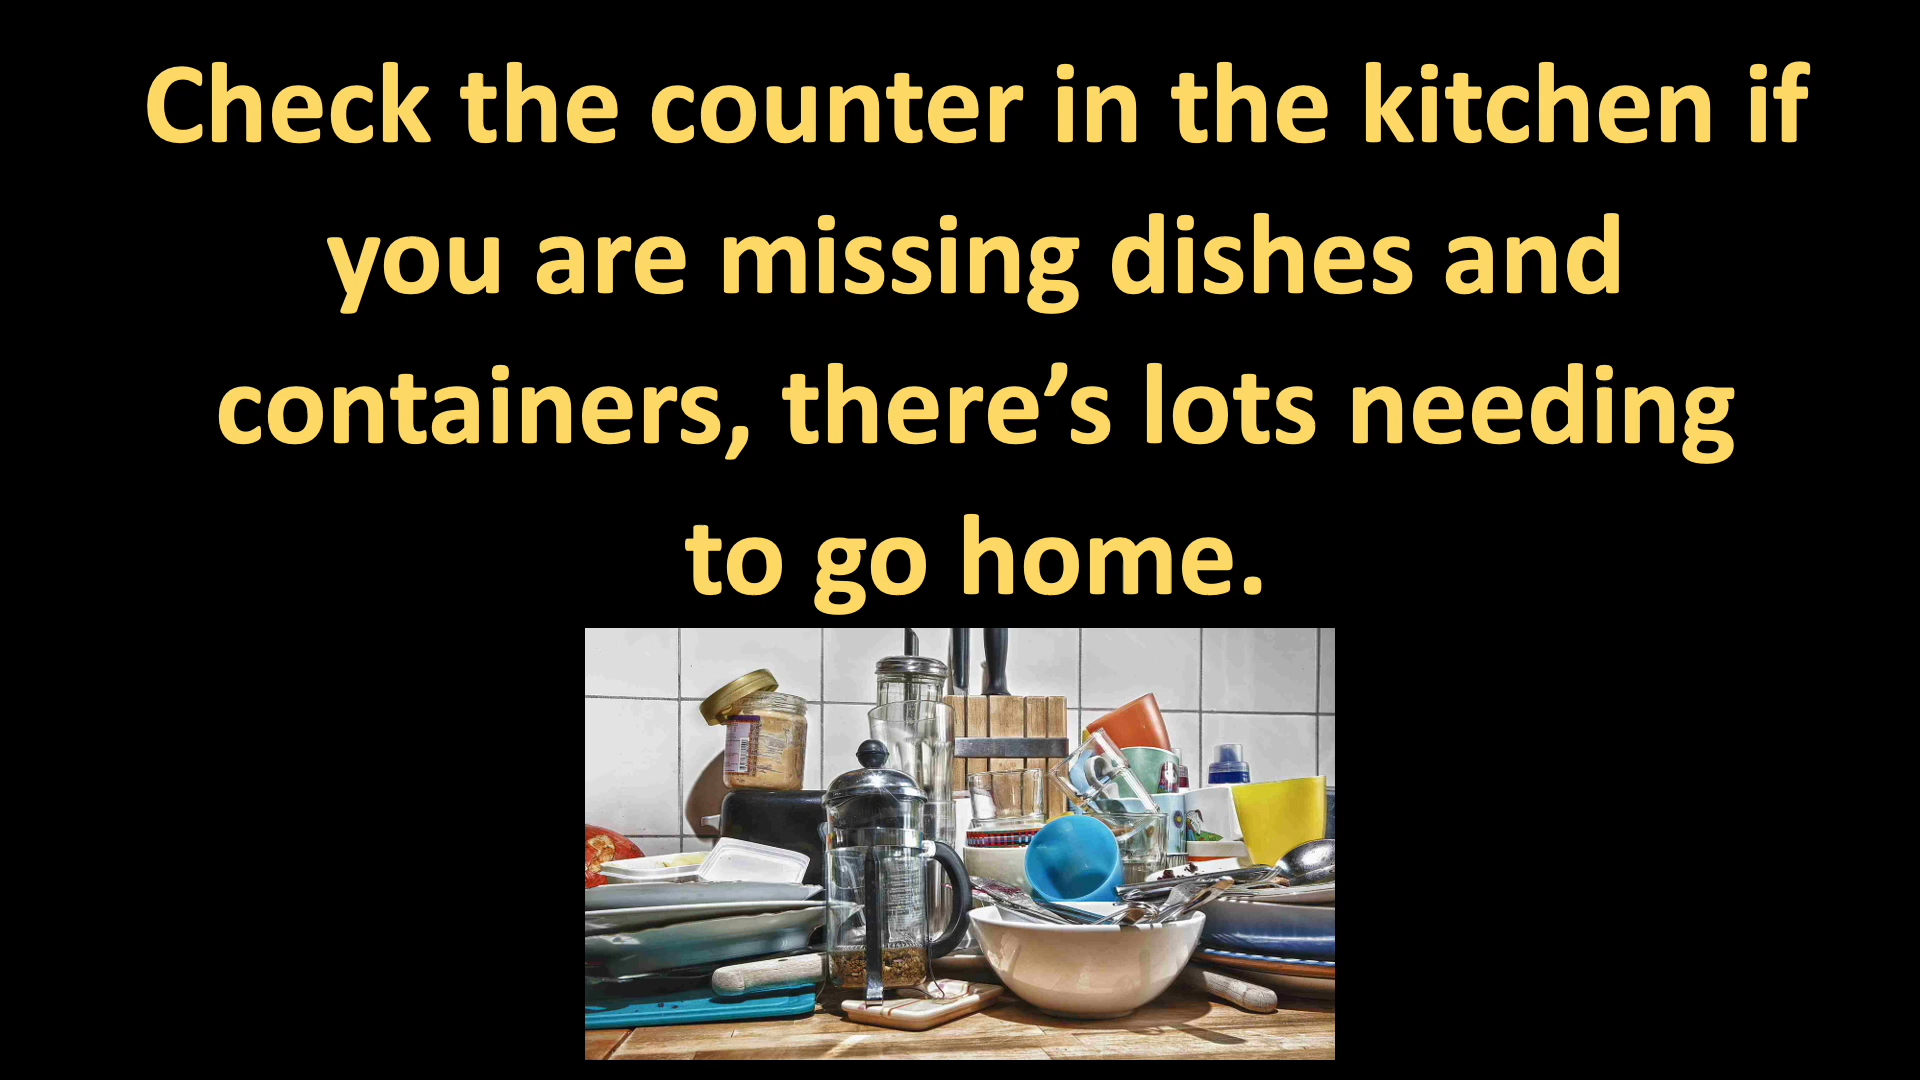 Check the counter in the kitchen if
you are missing dishes and
containers, there’s lots needing
to go home.